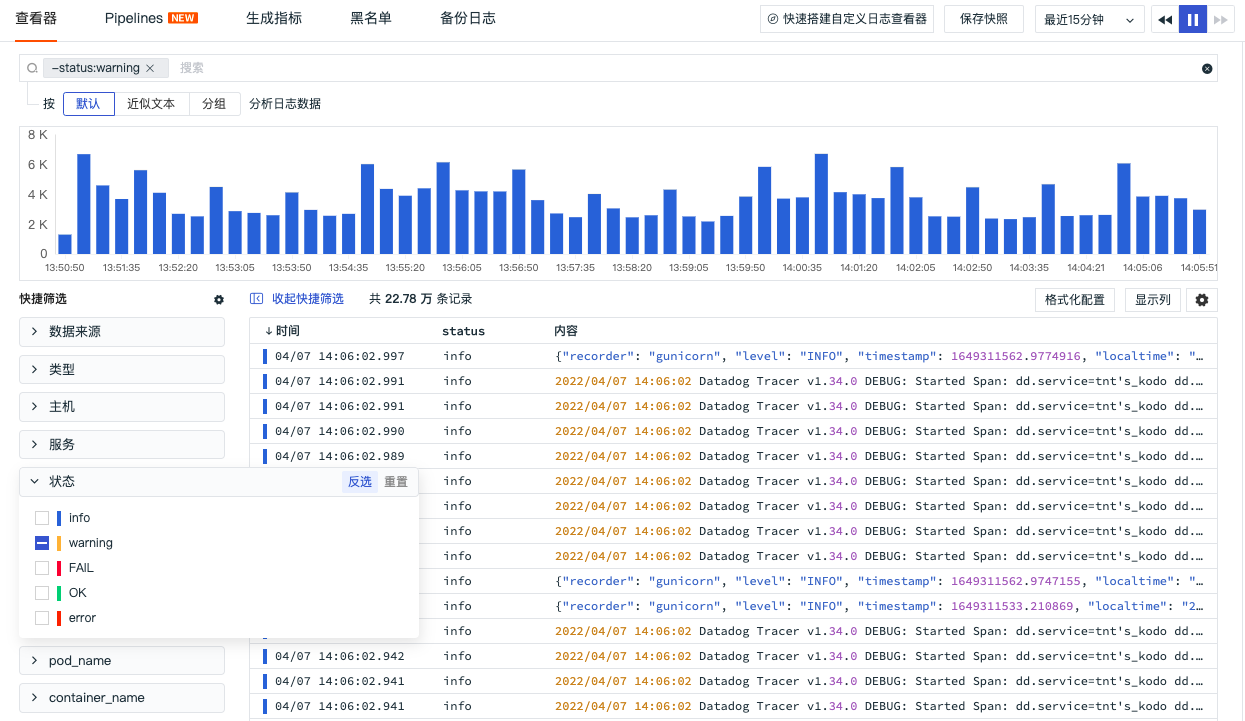 查看器 Pipelines NEW 生成指标 黑名单 备份日志 快速搭建自定义日志查看器 保存快照 最近15分钟
−status:warning × 搜索
按 默认 近似文本 分组 分析日志数据
8 K
6 K
4 K
2 K
0
13:50:50 13:51:35 13:52:20 13:53:05 13:53:50 13:54:35 13:55:20 13:56:05 13:56:50 13:57:35 13:58:20 13:59:05 13:59:50 14:00:35 14:01:20 14:02:05 14:02:50 14:03:35 14:04:21 14:05:06 14:05:51
快捷筛选
数据来源
类型
主机
服务
状态 反选 重置
info
warning
FAIL
OK
error
pod_name
container_name
收起快捷筛选 共 22.78 万 条记录 格式化配置 显示列
↓时间 status 内容
04/07 14:06:02.997 info {"recorder": "gunicorn", "level": "INFO", "timestamp": 1649311562.9774916, "localtime": "…
04/07 14:06:02.991 info 2022/04/07 14:06:02 Datadog Tracer v1.34.0 DEBUG: Started Span: dd.service=tnt's_kodo dd.…
04/07 14:06:02.991 info 2022/04/07 14:06:02 Datadog Tracer v1.34.0 DEBUG: Started Span: dd.service=tnt's_kodo dd.…
04/07 14:06:02.990 info 2022/04/07 14:06:02 Datadog Tracer v1.34.0 DEBUG: Started Span: dd.service=tnt's_kodo dd.…
04/07 14:06:02.989 info 2022/04/07 14:06:02 Datadog Tracer v1.34.0 DEBUG: Started Span: dd.service=tnt's_kodo dd.…
info 2022/04/07 14:06:02 Datadog Tracer v1.34.0 DEBUG: Started Span: dd.service=tnt's_kodo dd.…
info 2022/04/07 14:06:02 Datadog Tracer v1.34.0 DEBUG: Started Span: dd.service=tnt's_kodo dd.…
info 2022/04/07 14:06:02 Datadog Tracer v1.34.0 DEBUG: Started Span: dd.service=tnt's_kodo dd.…
info 2022/04/07 14:06:02 Datadog Tracer v1.34.0 DEBUG: Started Span: dd.service=tnt's_kodo dd.…
info {"recorder": "gunicorn", "level": "INFO", "timestamp": 1649311562.9747155, "localtime": "…
info {"recorder": "gunicorn", "level": "INFO", "timestamp": 1649311533.210869, "localtime": "2…
info 2022/04/07 14:06:02 Datadog Tracer v1.34.0 DEBUG: Started Span: dd.service=tnt's_kodo dd.…
04/07 14:06:02.942 info 2022/04/07 14:06:02 Datadog Tracer v1.34.0 DEBUG: Started Span: dd.service=tnt's_kodo dd.…
04/07 14:06:02.941 info 2022/04/07 14:06:02 Datadog Tracer v1.34.0 DEBUG: Started Span: dd.service=tnt's_kodo dd.…
04/07 14:06:02.941 info 2022/04/07 14:06:02 Datadog Tracer v1.34.0 DEBUG: Started Span: dd.service=tnt's_kodo dd.…